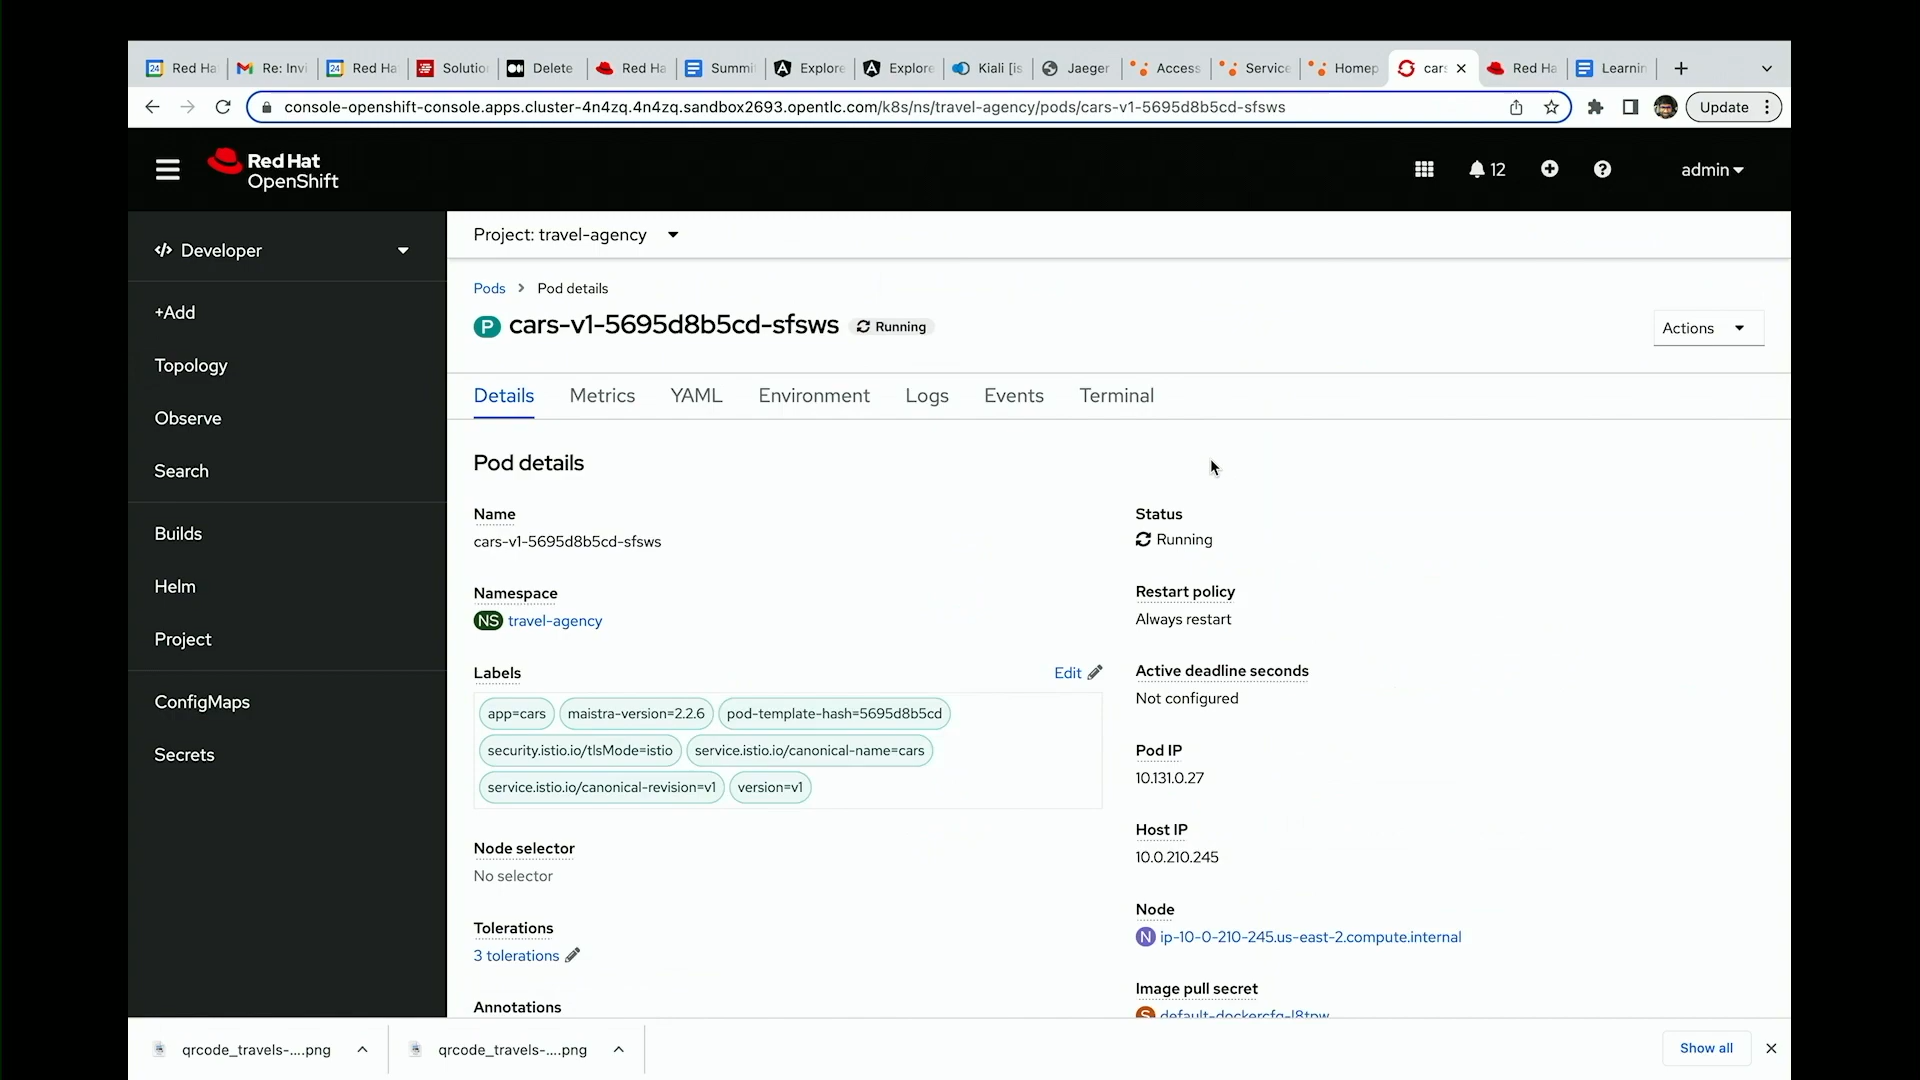 Red Ha
Re: Invi
Red Ha
Solutio
Delete
Red Ha
Summi
Explore
Explore
Kiali [is
Jaeger
Access
Service
Homep
cars
Red Ha
Learnin
console-openshift-console.apps.cluster-4n4zq.4n4zq.sandbox2693.opentlc.com/k8s/ns/travel-agency/pods/cars-v1-5695d8b5cd-sfsws
Update
Red Hat
OpenShift
12
admin
Developer
+Add
Topology
Observe
Search
Builds
Helm
Project
ConfigMaps
Secrets
Project: travel-agency
Pods > Pod details
P cars-v1-5695d8b5cd-sfsws Running
Actions
Details Metrics YAML Environment Logs Events Terminal
Pod details
Name
cars-v1-5695d8b5cd-sfsws
Namespace
NS travel-agency
Labels Edit
app=cars maistra-version=2.2.6 pod-template-hash=5695d8b5cd
security.istio.io/tlsMode=istio service.istio.io/canonical-name=cars
service.istio.io/canonical-revision=v1 version=v1
Node selector
No selector
Tolerations
3 tolerations
Annotations
Status
Running
Restart policy
Always restart
Active deadline seconds
Not configured
Pod IP
10.131.0.27
Host IP
10.0.210.245
Node
N ip-10-0-210-245.us-east-2.compute.internal
Image pull secret
S default-dockercfg-l8tpw
qrcode_travels-....png
qrcode_travels-....png
Show all